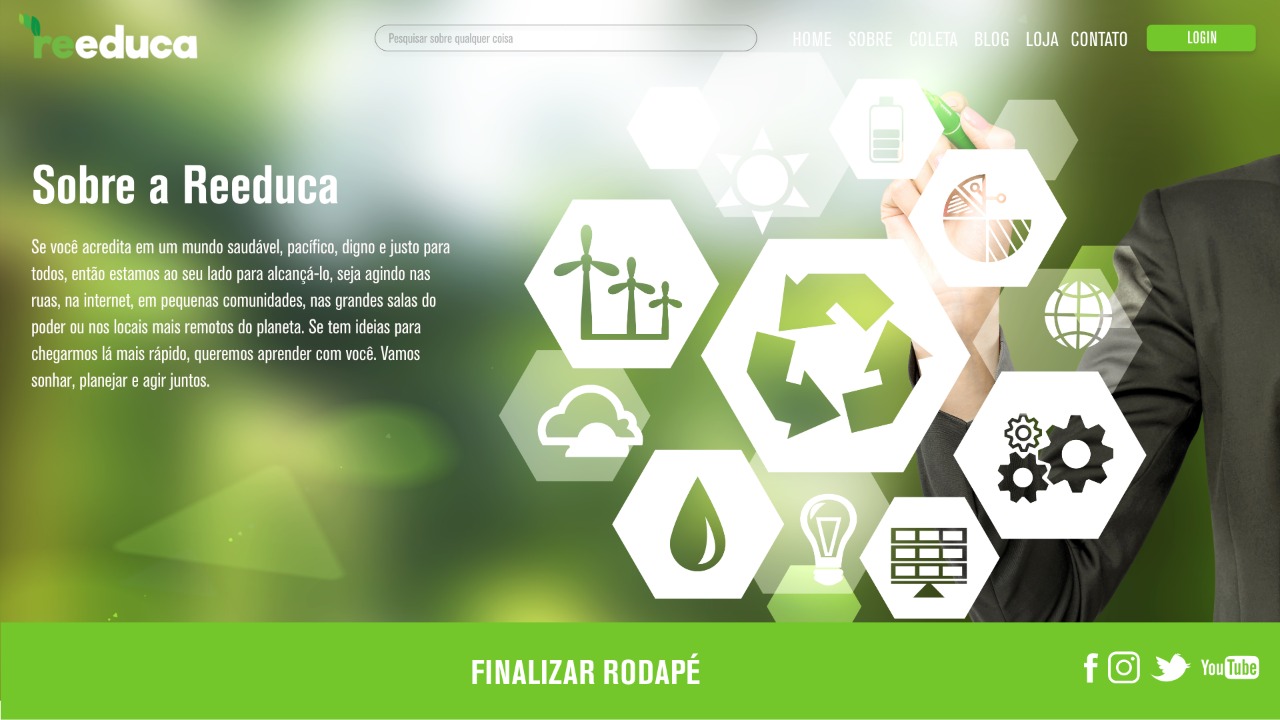 reeduca
Pesquisar sobre qualquer coisa
HOME SOBRE COLETA BLOG LOJA CONTATO
LOGIN
Sobre a Reeduca
Se você acredita em um mundo saudável, pacífico, digno e justo para
todos, então estamos ao seu lado para alcançá-lo, seja agindo nas
ruas, na internet, em pequenas comunidades, nas grandes salas do
poder ou nos locais mais remotos do planeta. Se tem ideias para
chegarmos lá mais rápido, queremos aprender com você. Vamos
sonhar, planejar e agir juntos.
FINALIZAR RODAPÉ
f
YouTube